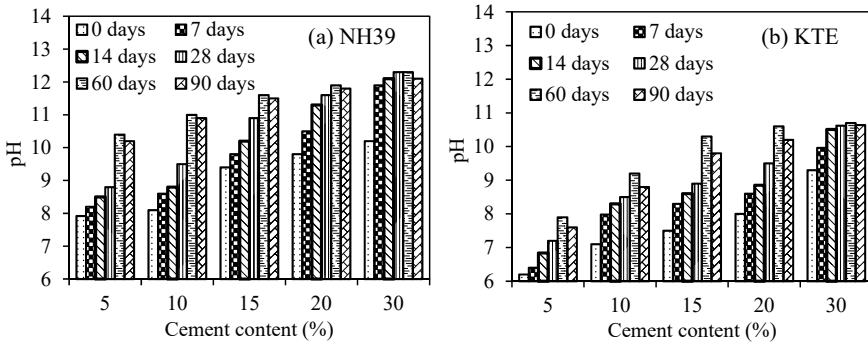 (a) NH39
0 days 7 days
14 days 28 days
60 days 90 days
pH
14
13
12
11
10
9
8
7
6
5 10 15 20 30
Cement content (%)
(b) KTE
0 days 7 days
14 days 28 days
60 days 90 days
pH
14
13
12
11
10
9
8
7
6
5 10 15 20 30
Cement content (%)